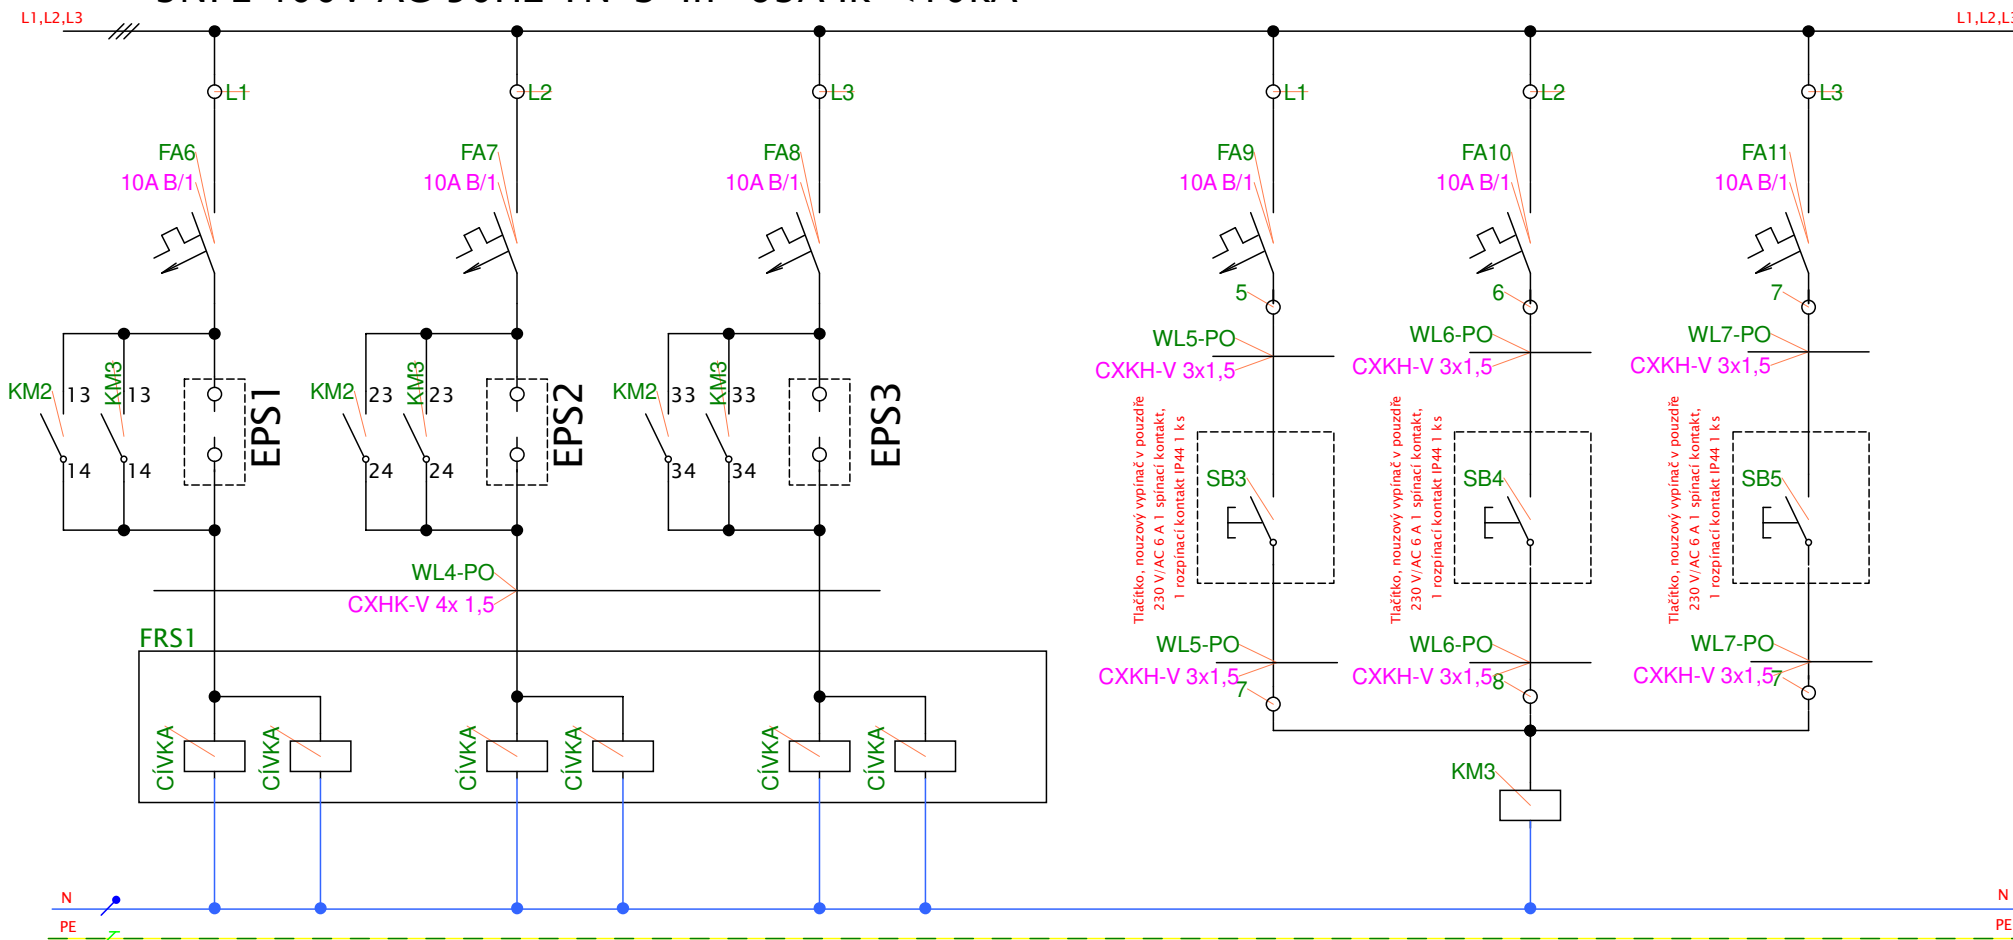 L1,L2,L3
L1,L2,L3
L1
L2
L3
L1
L2
L3
FA6
10A B/1
FA7
10A B/1
FA8
10A B/1
FA9
10A B/1
FA10
10A B/1
FA11
10A B/1
5
6
7
WL5-PO
CXKH-V 3x1,5
WL6-PO
CXKH-V 3x1,5
WL7-PO
CXKH-V 3x1,5
KM2
13
14
KM3
13
14
EPS1
KM2
23
24
KM3
23
24
EPS2
KM2
33
34
KM3
33
34
EPS3
Tlačítko, nouzový vypínač v pouzdře
230 V/AC 6 A 1 spínací kontakt,
1 rozpínací kontakt IP44 1 ks
SB3
Tlačítko, nouzový vypínač v pouzdře
230 V/AC 6 A 1 spínací kontakt,
1 rozpínací kontakt IP44 1 ks
SB4
Tlačítko, nouzový vypínač v pouzdře
230 V/AC 6 A 1 spínací kontakt,
1 rozpínací kontakt IP44 1 ks
SB5
WL4-PO
CXHK-V 4x 1,5
FRS1
WL5-PO
CXKH-V 3x1,5
7
WL6-PO
CXKH-V 3x1,5
8
WL7-PO
CXKH-V 3x1,5
7
CÍVKA
CÍVKA
CÍVKA
CÍVKA
CÍVKA
CÍVKA
KM3
N
N
PE
PE